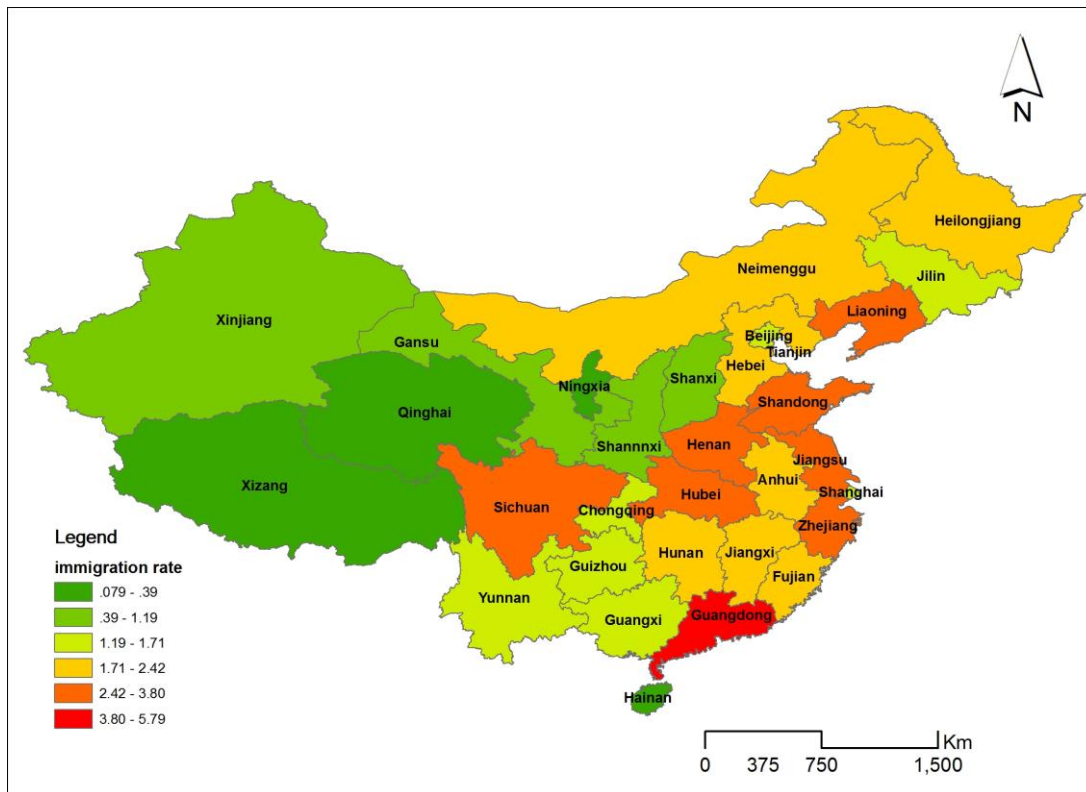 N
Heilongjiang
Neimenggu
Jilin
Xinjiang
Liaoning
Gansu
Beijing
Tianjin
Hebei
Ningxia
Shanxi
Qinghai
Shandong
Shannnxi
Henan
Jiangsu
Anhui
Xizang
Sichuan
Hubei
Shanghai
Chongqing
Zhejiang
Hunan
Jiangxi
Guizhou
Fujian
Yunnan
Guangxi
Guangdong
Hainan
Legend
immigration rate
.079 - .39
.39 - 1.19
1.19 - 1.71
1.71 - 2.42
2.42 - 3.80
3.80 - 5.79
Km
0 375 750 1,500